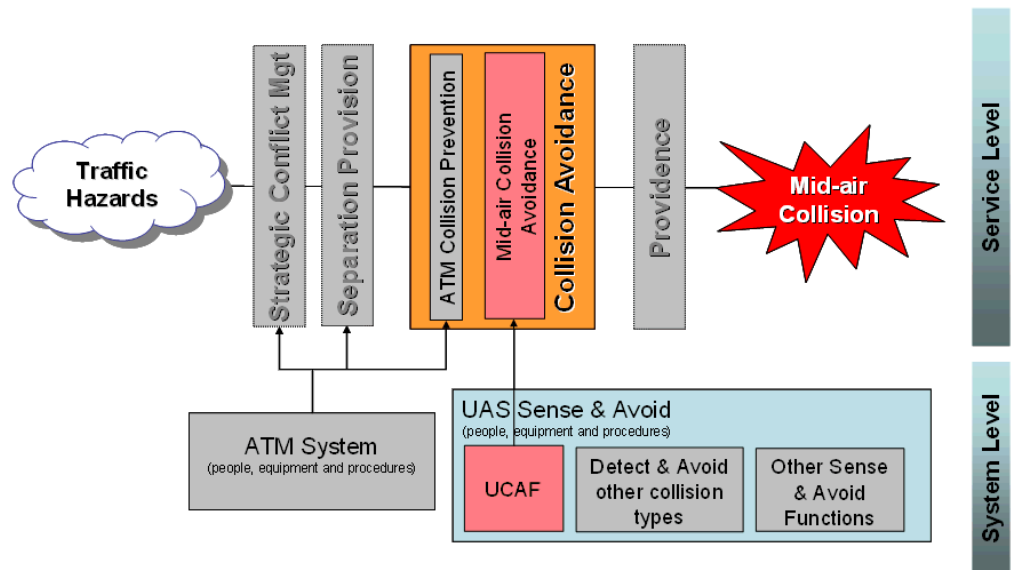 Traffic
Hazards
Strategic Conflict Mgt
Separation Provision
ATM Collision Prevention
Mid-air Collision
Avoidance
Collision Avoidance
Providence
Mid-air
Collision
Service Level
ATM System
(people, equipment and procedures)
UAS Sense & Avoid
(people, equipment and procedures)
UCAF
Detect & Avoid
other collision
types
Other Sense
& Avoid
Functions
System Level